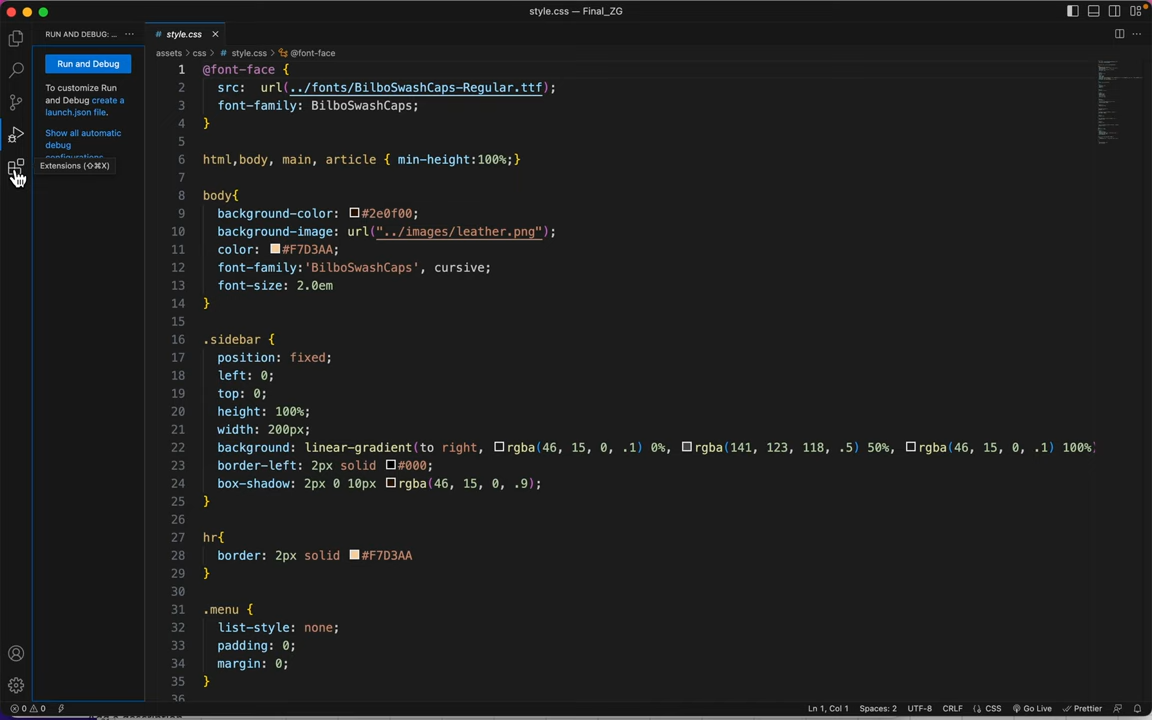 style.css — Final_ZG
RUN AND DEBUG: ...
style.css
assets > css > # style.css > @font-face
Run and Debug
To customize Run
and Debug create a
launch.json file.
Show all automatic
debug
configurations
Extensions (⇧⌘X)
1 @font-face {
2 src: url(../fonts/BilboSwashCaps-Regular.ttf);
3 font-family: BilboSwashCaps;
4 }
5
6 html,body, main, article { min-height:100%;}
7
8 body{
9 background-color: #2e0f00;
10 background-image: url("../images/leather.png");
11 color: #F7D3AA;
12 font-family:'BilboSwashCaps', cursive;
13 font-size: 2.0em
14 }
15
16 .sidebar {
17 position: fixed;
18 left: 0;
19 top: 0;
20 height: 100%;
21 width: 200px;
22 background: linear-gradient(to right, rgba(46, 15, 0, .1) 0%, rgba(141, 123, 118, .5) 50%, rgba(46, 15, 0, .1) 100%)
23 border-left: 2px solid #000;
24 box-shadow: 2px 0 10px rgba(46, 15, 0, .9);
25 }
26
27 hr{
28 border: 2px solid #F7D3AA
29 }
30
31 .menu {
32 list-style: none;
33 padding: 0;
34 margin: 0;
35 }
36
0 0
Ln 1, Col 1 Spaces: 2 UTF-8 CRLF {} CSS Go Live Prettier